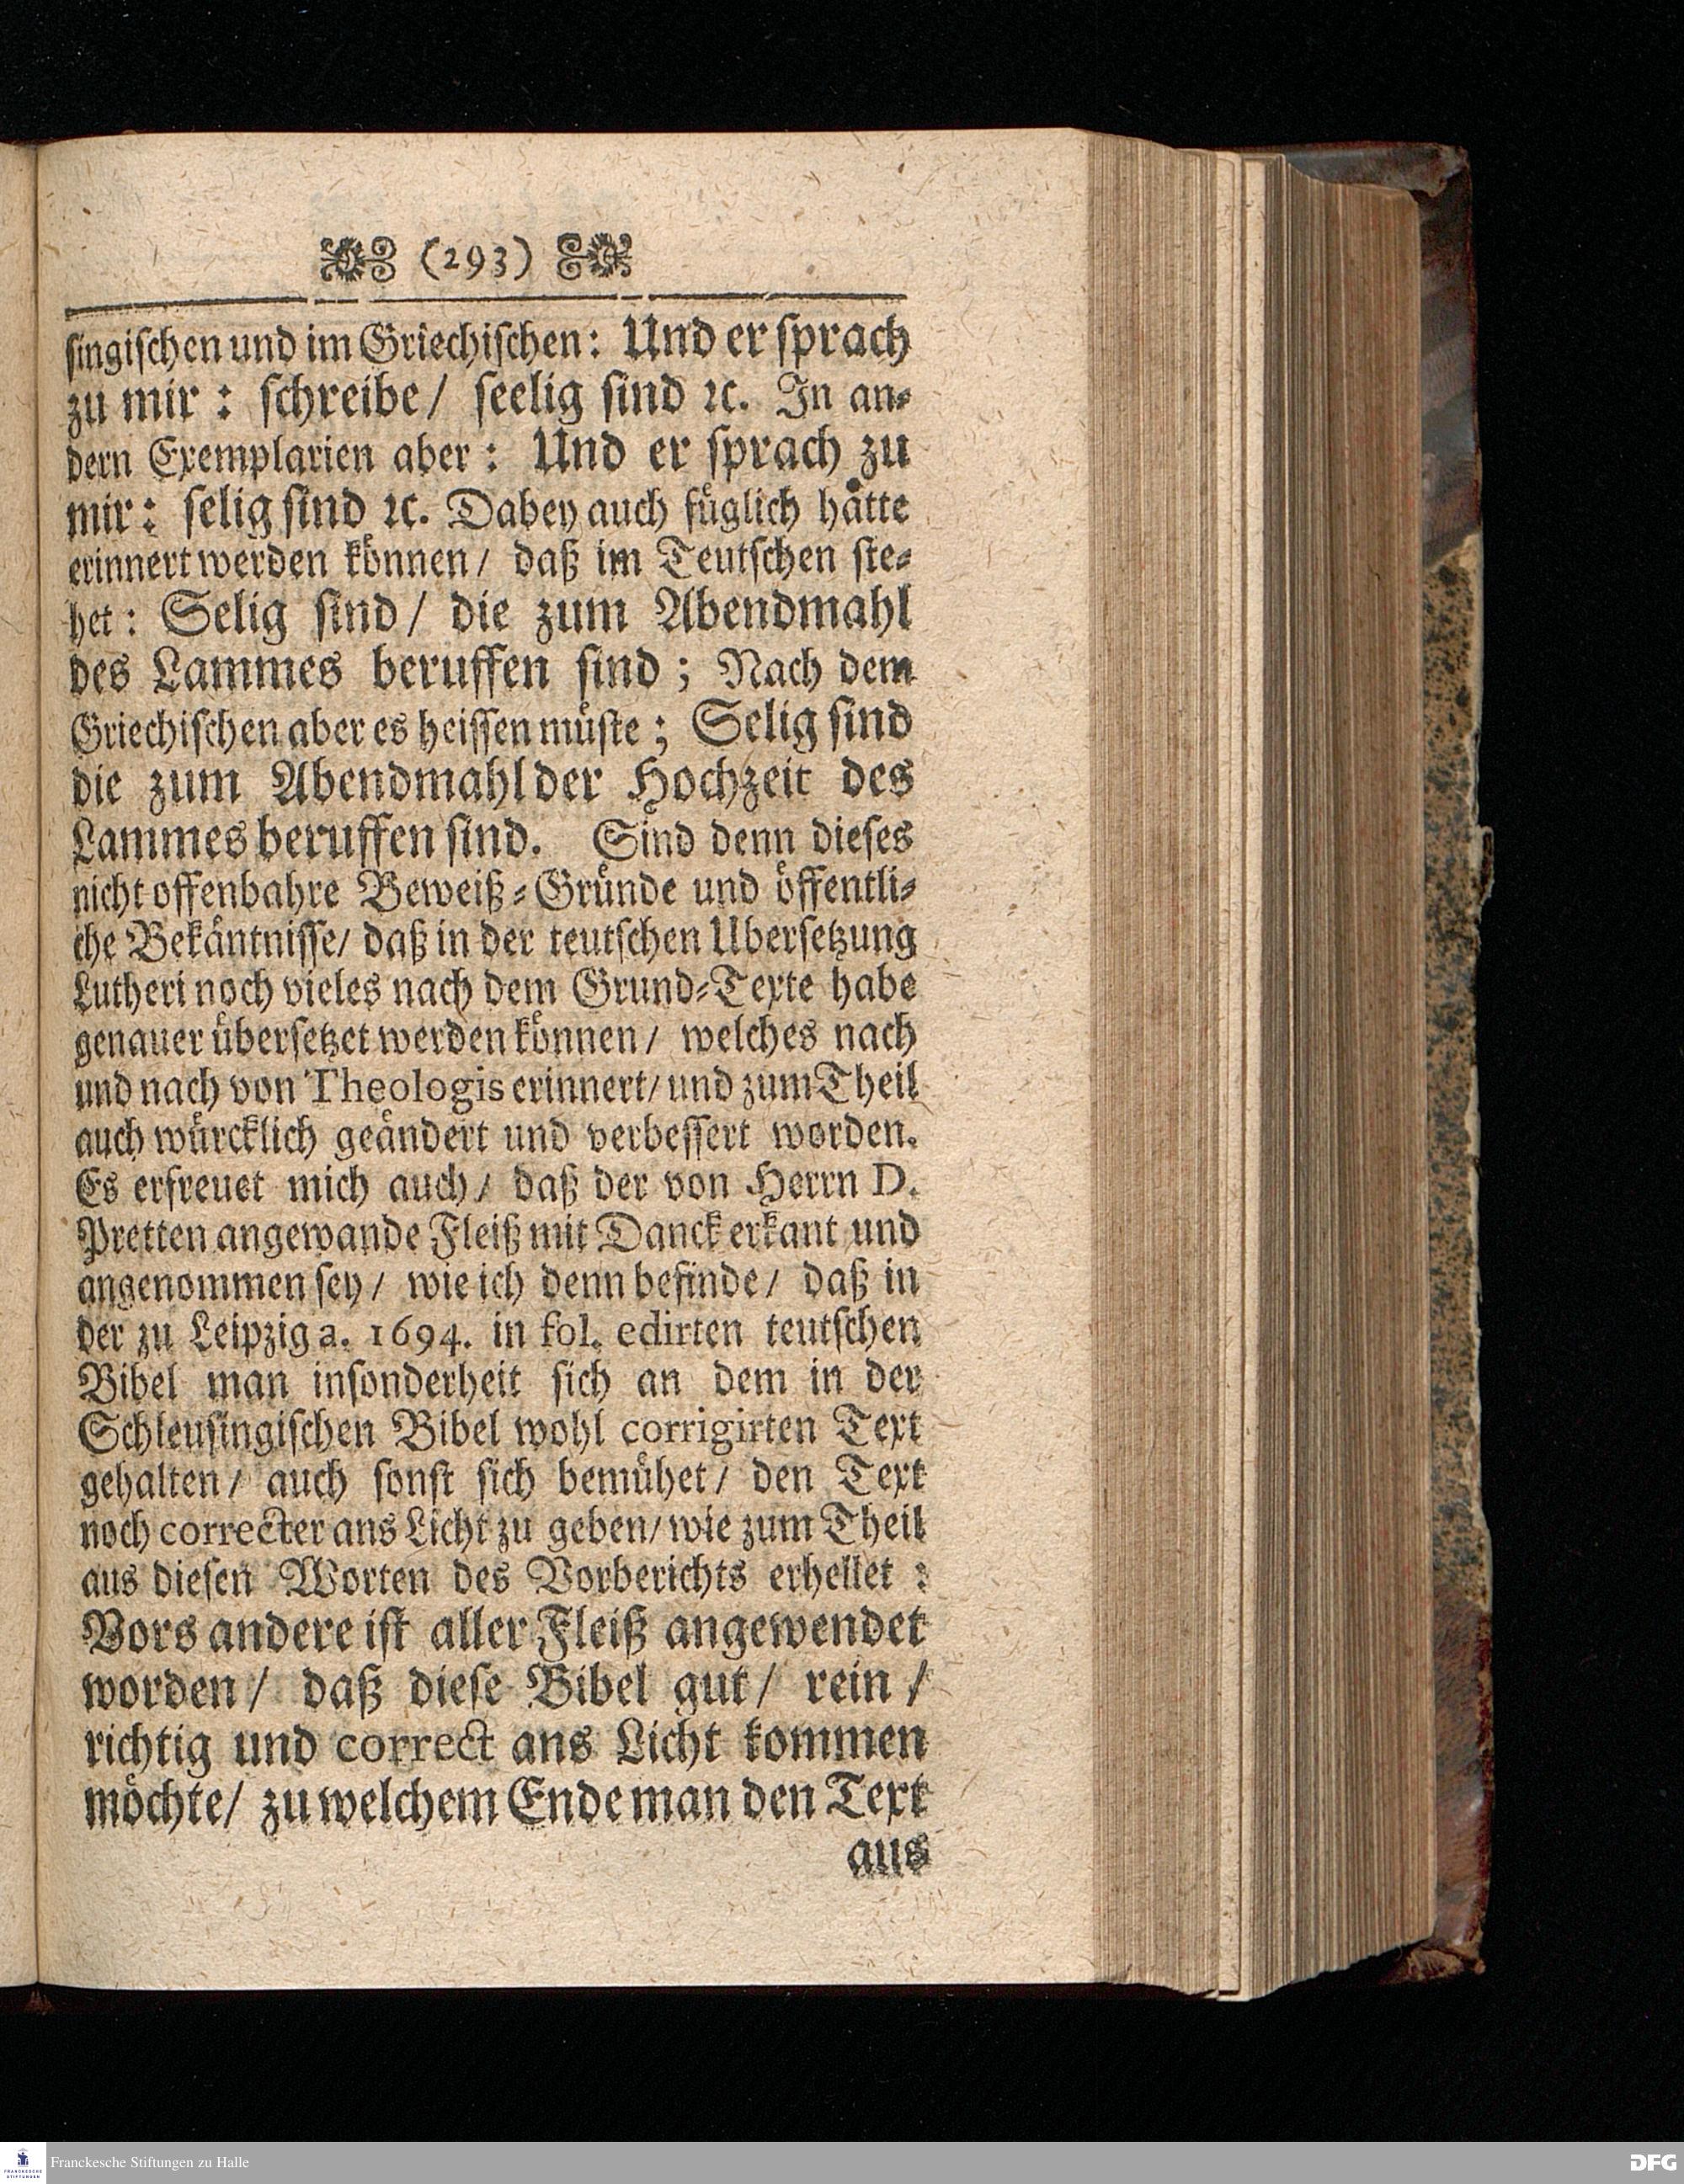 (293)
singischen und im Griechischen: Und er sprach
zu mir: schreibe/ seelig sind ꝛc. In an-
dern Exemplarien aber: Und er sprach zu
mir: selig sind ꝛc. Dabey auch füglich hätte
erinnert werden können/ daß im Teutschen ste-
het: Selig sind/ die zum Abendmahl
des Lammes beruffen sind; Nach dem
Griechischen aber es heissen müste; Selig sind
die zum Abendmahl der Hochzeit des
Lammes beruffen sind. Sind denn dieses
nicht offenbahre Beweiß-Gründe und öffentli-
che Bekäntnisse/ daß in der teutschen Ubersetzung
Lutheri noch vieles nach dem Grund-Texte habe
genauer übersetzet werden können/ welches nach
und nach von Theologis erinnert/ und zum Theil
auch würcklich geändert und verbessert worden.
Es erfreuet mich auch/ daß der von Herrn D.
Pretten angewande Fleiß mit Danck erkant und
angenommen sey/ wie ich denn befinde/ daß in
der zu Leipzig a. 1694. in fol. edirten teutschen
Bibel man insonderheit sich an dem in der
Schleusingischen Bibel wohl corrigirten Text
gehalten/ auch sonst sich bemühet/ den Text
noch correcter ans Licht zu geben/ wie zum Theil
aus diesen Worten des Vorberichts erhellet:
Vors andere ist aller Fleiß angewendet
worden/ daß diese Bibel gut/ rein/
richtig und correct ans Licht kommen
möchte/ zu welchem Ende man den Text
aus
FRANCKESCHE
STIFTUNGEN
Franckesche Stiftungen zu Halle
DFG